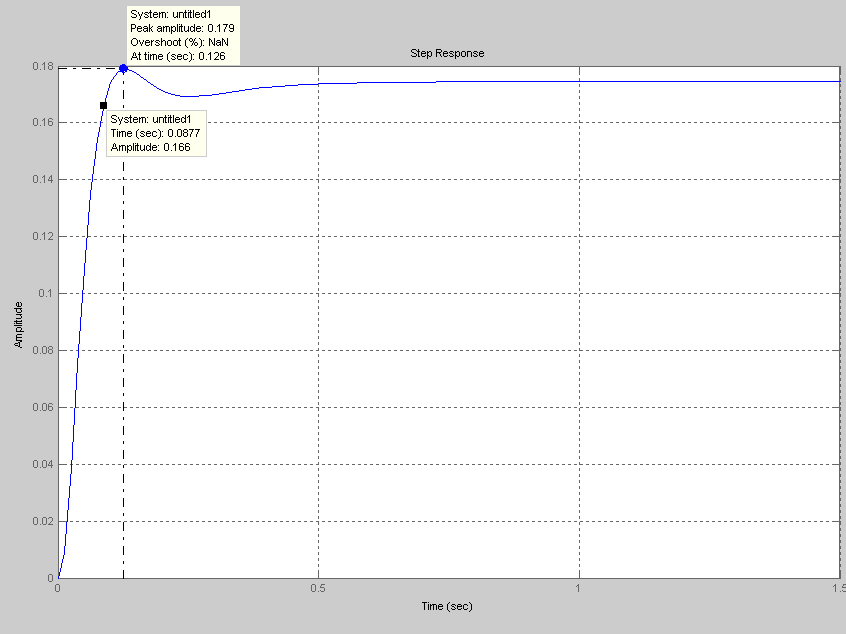 System: untitled1
Peak amplitude: 0.179
Overshoot (%): NaN
At time (sec): 0.126
Step Response
System: untitled1
Time (sec): 0.0877
Amplitude: 0.166
0.18
0.16
0.14
0.12
0.1
0.08
0.06
0.04
0.02
0
Amplitude
0
0.5
1
1.5
Time (sec)